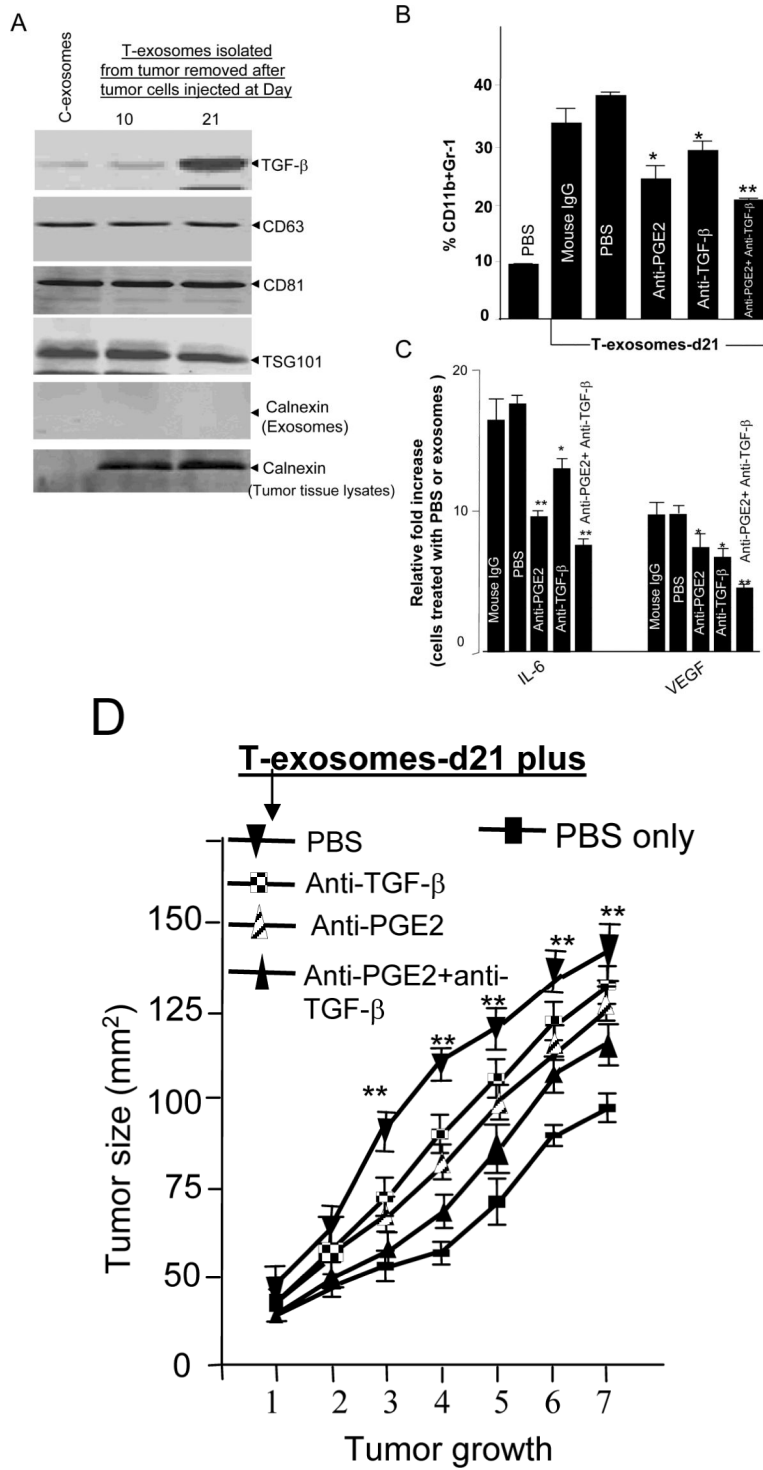 A
T-exosomes isolated
from tumor removed after
tumor cells injected at Day
C-exosomes
10
21
TGF-β
CD63
CD81
TSG101
Calnexin
(Exosomes)
Calnexin
(Tumor tissue lysates)
B
% CD11b+Gr-1
40
30
20
10
0
PBS
Mouse IgG
PBS
Anti-PGE2
*
Anti-TGF-β
*
Anti-PGE2+ Anti-TGF-β
**
T-exosomes-d21
C
Relative fold increase
(cells treated with PBS or exosomes )
20
10
0
Mouse IgG
PBS
Anti-PGE2
**
Anti-TGF-β
*
** Anti-PGE2+ Anti-TGF-β
IL-6
Mouse IgG
PBS
Anti-PGE2
*
Anti-TGF-β
*
** Anti-PGE2+ Anti-TGF-β
VEGF
D
T-exosomes-d21 plus
PBS
PBS only
Anti-TGF-β
Anti-PGE2
Anti-PGE2+anti-
TGF-β
Tumor size (mm²)
150
125
100
75
50
0
** ** ** ** **
1 2 3 4 5 6 7
Tumor growth